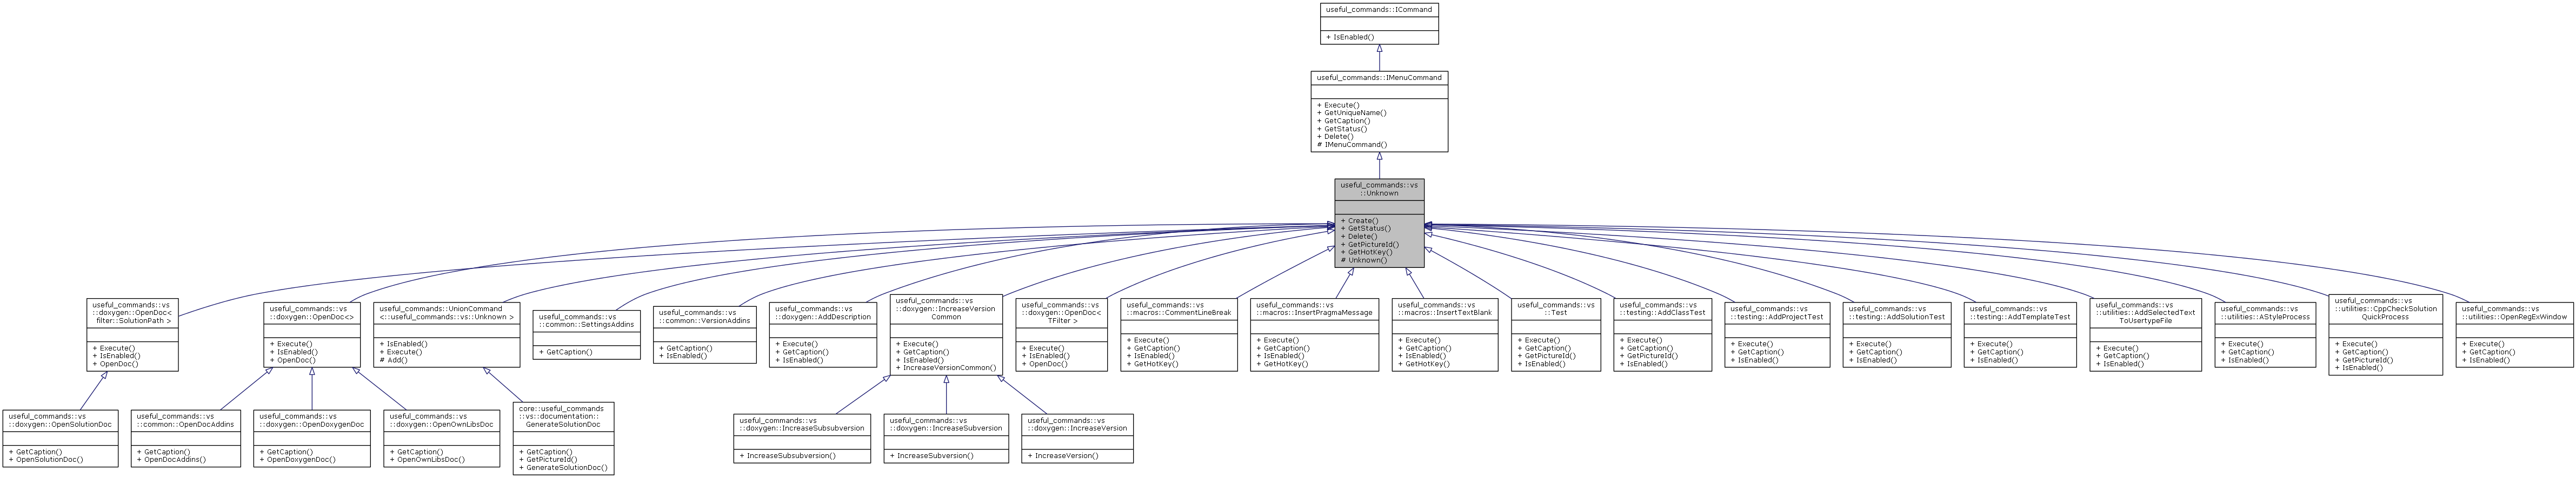 useful_commands::ICommand
+ IsEnabled()
useful_commands::IMenuCommand
+ Execute()
+ GetUniqueName()
+ GetCaption()
+ GetStatus()
+ Delete()
# IMenuCommand()
useful_commands::vs
::Unknown
+ Create()
+ GetStatus()
+ Delete()
+ GetPictureId()
+ GetHotKey()
# Unknown()
useful_commands::vs
::doxygen::OpenDoc<
filter::SolutionPath >
+ Execute()
+ IsEnabled()
+ OpenDoc()
useful_commands::vs
::doxygen::OpenDoc<>
+ Execute()
+ IsEnabled()
+ OpenDoc()
useful_commands::UnionCommand
<::useful_commands::vs::Unknown >
+ IsEnabled()
+ Execute()
# Add()
useful_commands::vs
::common::SettingsAddins
+ GetCaption()
useful_commands::vs
::common::VersionAddins
+ GetCaption()
+ IsEnabled()
useful_commands::vs
::doxygen::AddDescription
+ Execute()
+ GetCaption()
+ IsEnabled()
useful_commands::vs
::doxygen::IncreaseVersion
Common
+ Execute()
+ GetCaption()
+ IsEnabled()
+ IncreaseVersionCommon()
useful_commands::vs
::doxygen::OpenDoc<
TFilter >
+ Execute()
+ IsEnabled()
+ OpenDoc()
useful_commands::vs
::macros::CommentLineBreak
+ Execute()
+ GetCaption()
+ IsEnabled()
+ GetHotKey()
useful_commands::vs
::macros::InsertPragmaMessage
+ Execute()
+ GetCaption()
+ IsEnabled()
+ GetHotKey()
useful_commands::vs
::macros::InsertTextBlank
+ Execute()
+ GetCaption()
+ IsEnabled()
+ GetHotKey()
useful_commands::vs
::Test
+ Execute()
+ GetCaption()
+ GetPictureId()
+ IsEnabled()
useful_commands::vs
::testing::AddClassTest
+ Execute()
+ GetCaption()
+ GetPictureId()
+ IsEnabled()
useful_commands::vs
::testing::AddProjectTest
+ Execute()
+ GetCaption()
+ IsEnabled()
useful_commands::vs
::testing::AddSolutionTest
+ Execute()
+ GetCaption()
+ IsEnabled()
useful_commands::vs
::testing::AddTemplateTest
+ Execute()
+ GetCaption()
+ IsEnabled()
useful_commands::vs
::utilities::AddSelectedText
ToUsertypeFile
+ Execute()
+ GetCaption()
+ IsEnabled()
useful_commands::vs
::utilities::AStyleProcess
+ Execute()
+ GetCaption()
+ IsEnabled()
useful_commands::vs
::utilities::CppCheckSolution
QuickProcess
+ Execute()
+ GetCaption()
+ GetPictureId()
+ IsEnabled()
useful_commands::vs
::utilities::OpenRegExWindow
+ Execute()
+ GetCaption()
+ IsEnabled()
useful_commands::vs
::doxygen::OpenSolutionDoc
+ GetCaption()
+ OpenSolutionDoc()
useful_commands::vs
::common::OpenDocAddins
+ GetCaption()
+ OpenDocAddins()
useful_commands::vs
::doxygen::OpenDoxygenDoc
+ GetCaption()
+ OpenDoxygenDoc()
useful_commands::vs
::doxygen::OpenOwnLibsDoc
+ GetCaption()
+ OpenOwnLibsDoc()
core::useful_commands
::vs::documentation::
GenerateSolutionDoc
+ GetCaption()
+ GetPictureId()
+ GenerateSolutionDoc()
useful_commands::vs
::doxygen::IncreaseSubsubversion
+ IncreaseSubsubversion()
useful_commands::vs
::doxygen::IncreaseSubversion
+ IncreaseSubversion()
useful_commands::vs
::doxygen::IncreaseVersion
+ IncreaseVersion()